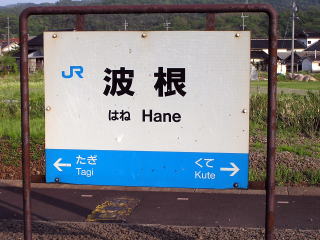 JR
波根
はね Hane
← たぎ
Tagi
くて →
Kute